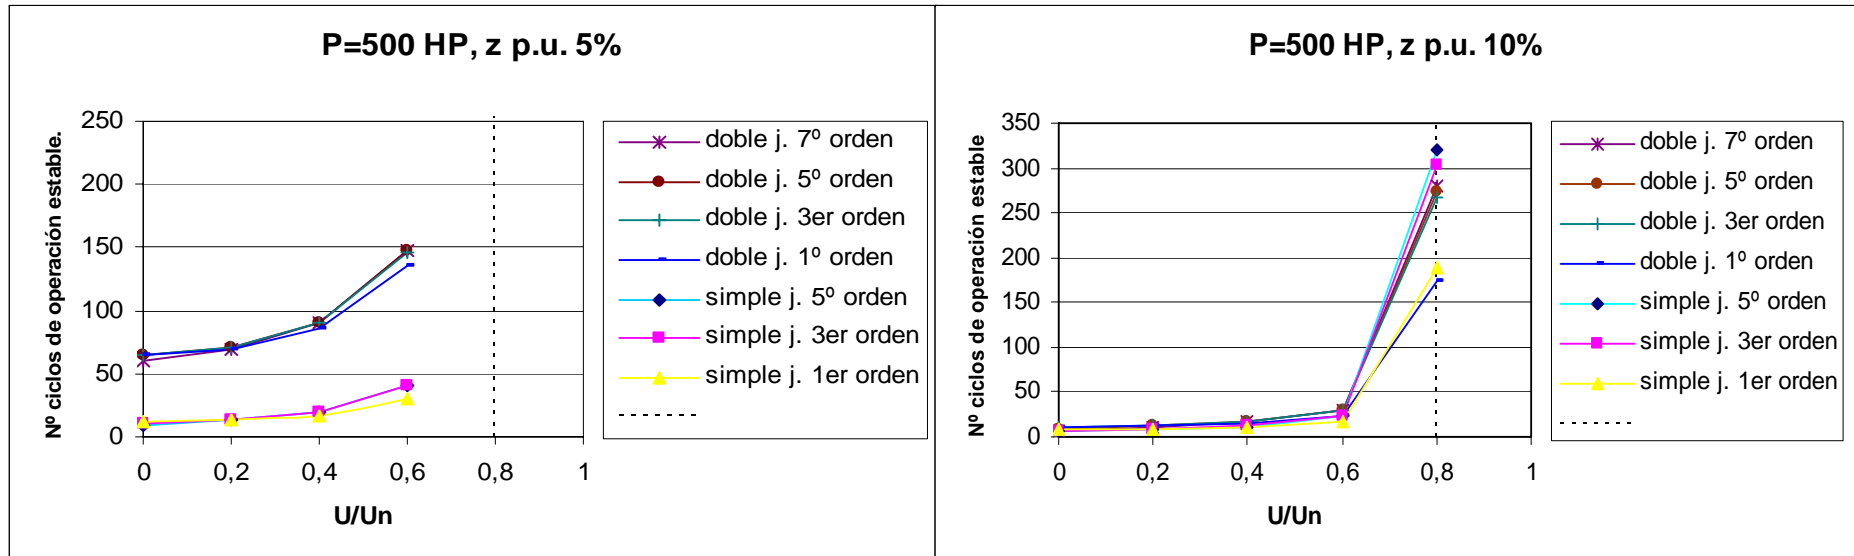 P=500 HP, z p.u. 5%
Nº ciclos de operación estable.
250
200
150
100
50
0
0
0,2
0,4
0,6
0,8
1
U/Un
doble j. 7º orden
doble j. 5º orden
doble j. 3er orden
doble j. 1º orden
simple j. 5º orden
simple j. 3er orden
simple j. 1er orden
P=500 HP, z p.u. 10%
Nº ciclos de operación estable
350
300
250
200
150
100
50
0
0
0,2
0,4
0,6
0,8
1
U/Un
doble j. 7º orden
doble j. 5º orden
doble j. 3er orden
doble j. 1º orden
simple j. 5º orden
simple j. 3er orden
simple j. 1er orden